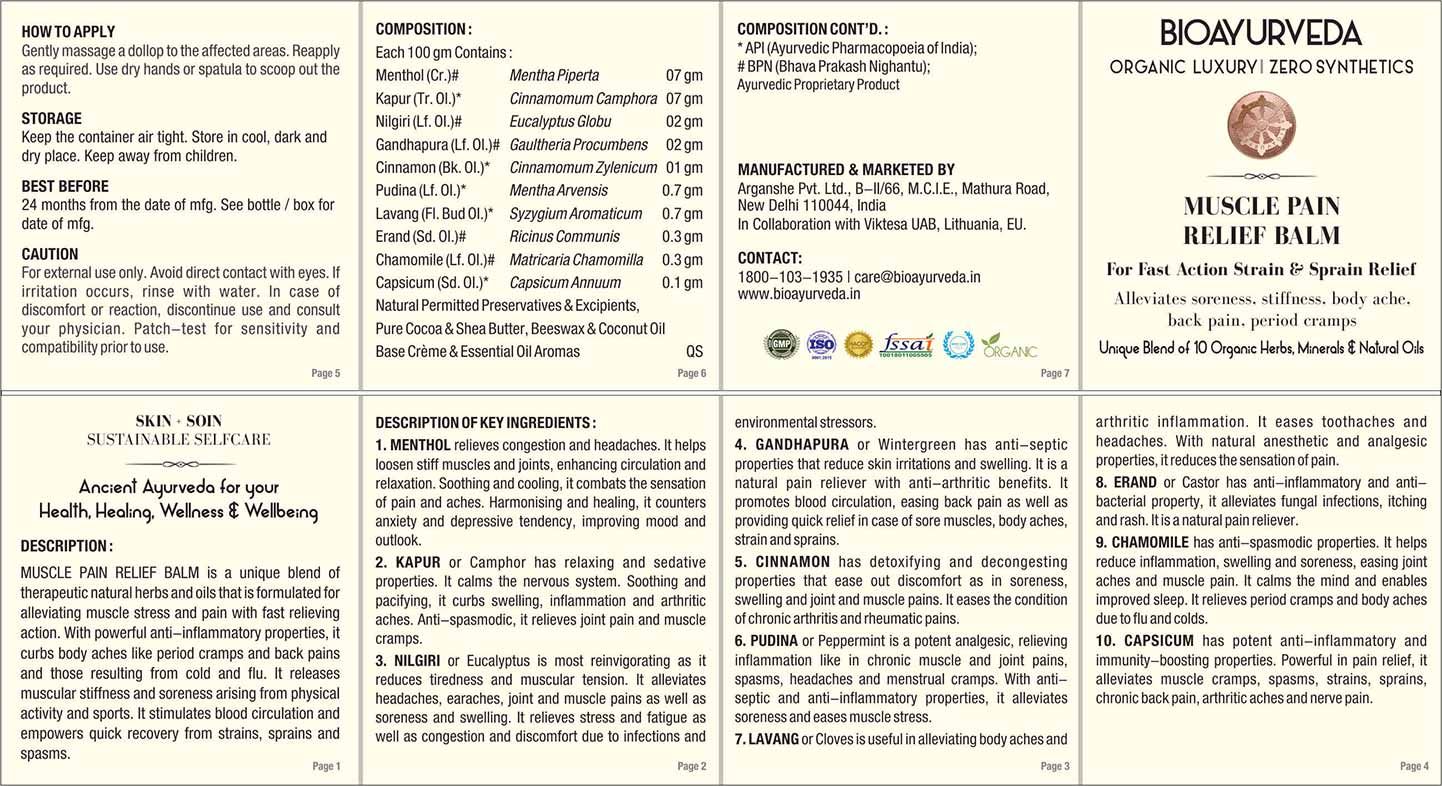 HOW TO APPLY
Gently massage a dollop to the affected areas. Reapply
as required. Use dry hands or spatula to scoop out the
product.
STORAGE
Keep the container air tight. Store in cool, dark and
dry place. Keep away from children.
BEST BEFORE
24 months from the date of mfg. See bottle / box for
date of mfg.
CAUTION
For external use only. Avoid direct contact with eyes. If
irritation occurs, rinse with water. In case of
discomfort or reaction, discontinue use and consult
your physician. Patch–test for sensitivity and
compatibility prior to use.
Page 5
COMPOSITION :
Each 100 gm Contains :
Menthol (Cr.)# Mentha Piperta 07 gm
Kapur (Tr. Ol.)* Cinnamomum Camphora 07 gm
Nilgiri (Lf. Ol.)# Eucalyptus Globu 02 gm
Gandhapura (Lf. Ol.)# Gaultheria Procumbens 02 gm
Cinnamon (Bk. Ol.)* Cinnamomum Zylenicum 01 gm
Pudina (Lf. Ol.)* Mentha Arvensis 0.7 gm
Lavang (Fl. Bud Ol.)* Syzygium Aromaticum 0.7 gm
Erand (Sd. Ol.)# Ricinus Communis 0.3 gm
Chamomile (Lf. Ol.)# Matricaria Chamomilla 0.3 gm
Capsicum (Sd. Ol.)* Capsicum Annuum 0.1 gm
Natural Permitted Preservatives & Excipients,
Pure Cocoa & Shea Butter, Beeswax & Coconut Oil
Base Crème & Essential Oil Aromas QS
Page 6
COMPOSITION CONT'D. :
* API (Ayurvedic Pharmacopoeia of India);
# BPN (Bhava Prakash Nighantu);
Ayurvedic Proprietary Product
MANUFACTURED & MARKETED BY
Arganshe Pvt. Ltd., B–II/66, M.C.I.E., Mathura Road,
New Delhi 110044, India
In Collaboration with Viktesa UAB, Lithuania, EU.
CONTACT:
1800–103–1935 | care@bioayurveda.in
www.bioayurveda.in
GMP
ISO
9001:2015
HACCP
fssai
10018011005565
ORGANIC
Page 7
BIOAYURVEDA
ORGANIC LUXURY | ZERO SYNTHETICS
MUSCLE PAIN
RELIEF BALM
For Fast Action Strain & Sprain Relief
Alleviates soreness, stiffness, body ache,
back pain, period cramps
Unique Blend of 10 Organic Herbs, Minerals & Natural Oils
SKIN + SOIN
SUSTAINABLE SELFCARE
Ancient Ayurveda for your
Health, Healing, Wellness & Wellbeing
DESCRIPTION :
MUSCLE PAIN RELIEF BALM is a unique blend of
therapeutic natural herbs and oils that is formulated for
alleviating muscle stress and pain with fast relieving
action. With powerful anti–inflammatory properties, it
curbs body aches like period cramps and back pains
and those resulting from cold and flu. It releases
muscular stiffness and soreness arising from physical
activity and sports. It stimulates blood circulation and
empowers quick recovery from strains, sprains and
spasms.
Page 1
DESCRIPTION OF KEY INGREDIENTS :
1. MENTHOL relieves congestion and headaches. It helps
loosen stiff muscles and joints, enhancing circulation and
relaxation. Soothing and cooling, it combats the sensation
of pain and aches. Harmonising and healing, it counters
anxiety and depressive tendency, improving mood and
outlook.
2. KAPUR or Camphor has relaxing and sedative
properties. It calms the nervous system. Soothing and
pacifying, it curbs swelling, inflammation and arthritic
aches. Anti–spasmodic, it relieves joint pain and muscle
cramps.
3. NILGIRI or Eucalyptus is most reinvigorating as it
reduces tiredness and muscular tension. It alleviates
headaches, earaches, joint and muscle pains as well as
soreness and swelling. It relieves stress and fatigue as
well as congestion and discomfort due to infections and
Page 2
environmental stressors.
4. GANDHAPURA or Wintergreen has anti–septic
properties that reduce skin irritations and swelling. It is a
natural pain reliever with anti–arthritic benefits. It
promotes blood circulation, easing back pain as well as
providing quick relief in case of sore muscles, body aches,
strain and sprains.
5. CINNAMON has detoxifying and decongesting
properties that ease out discomfort as in soreness,
swelling and joint and muscle pains. It eases the condition
of chronic arthritis and rheumatic pains.
6. PUDINA or Peppermint is a potent analgesic, relieving
inflammation like in chronic muscle and joint pains,
spasms, headaches and menstrual cramps. With anti–
septic and anti–inflammatory properties, it alleviates
soreness and eases muscle stress.
7. LAVANG or Cloves is useful in alleviating body aches and
Page 3
arthritic inflammation. It eases toothaches and
headaches. With natural anesthetic and analgesic
properties, it reduces the sensation of pain.
8. ERAND or Castor has anti–inflammatory and anti–
bacterial property, it alleviates fungal infections, itching
and rash. It is a natural pain reliever.
9. CHAMOMILE has anti–spasmodic properties. It helps
reduce inflammation, swelling and soreness, easing joint
aches and muscle pain. It calms the mind and enables
improved sleep. It relieves period cramps and body aches
due to flu and colds.
10. CAPSICUM has potent anti–inflammatory and
immunity–boosting properties. Powerful in pain relief, it
alleviates muscle cramps, spasms, strains, sprains,
chronic back pain, arthritic aches and nerve pain.
Page 4